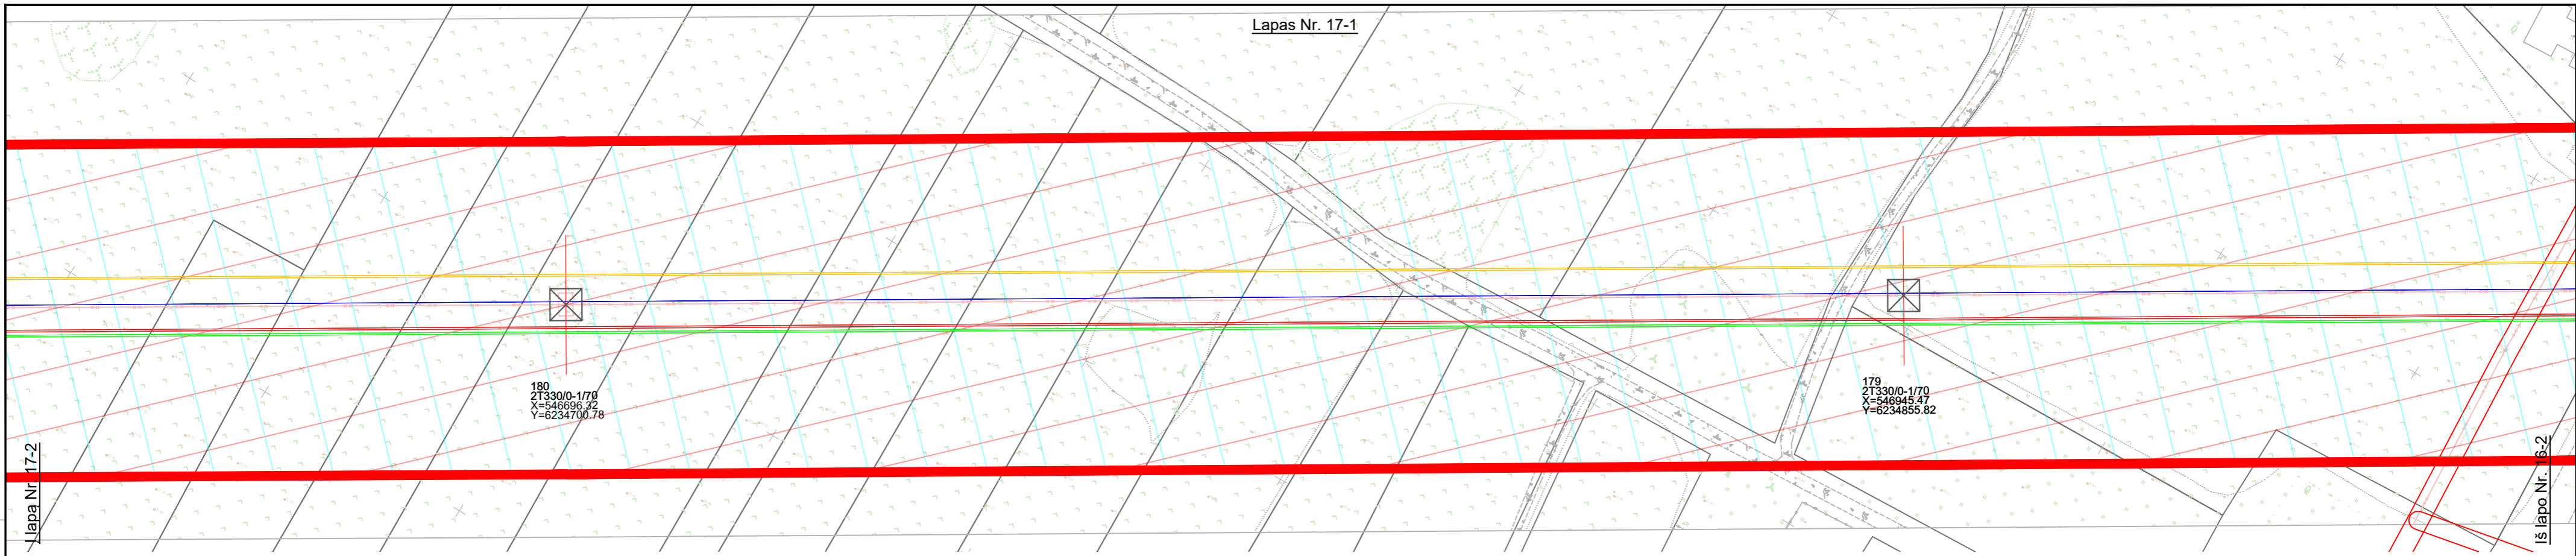 Lapas Nr. 17-1
Į lapą Nr. 17-2
180
2T330/0-1/70
X=546696.32
Y=6234700.78
179
2T330/0-1/70
X=546945.47
Y=6234855.82
Iš lapo Nr. 16-2